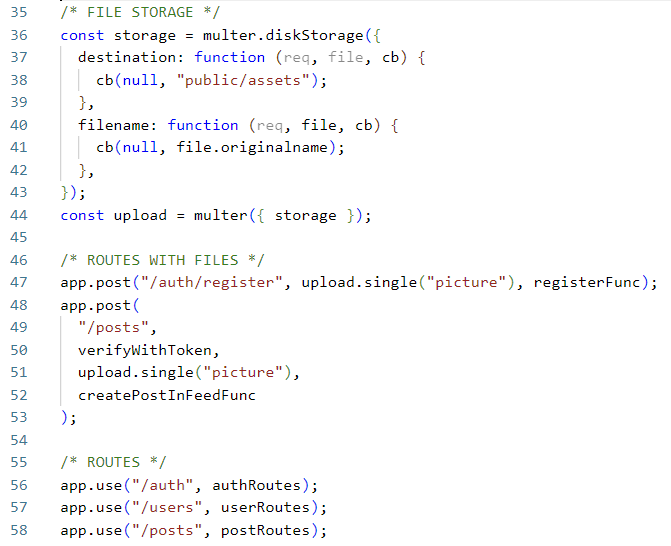 35 /* FILE STORAGE */
36 const storage = multer.diskStorage({
37   destination: function (req, file, cb) {
38     cb(null, "public/assets");
39   },
40   filename: function (req, file, cb) {
41     cb(null, file.originalname);
42   },
43 });
44 const upload = multer({ storage });
45
46 /* ROUTES WITH FILES */
47 app.post("/auth/register", upload.single("picture"), registerFunc);
48 app.post(
49   "/posts",
50   verifyWithToken,
51   upload.single("picture"),
52   createPostInFeedFunc
53 );
54
55 /* ROUTES */
56 app.use("/auth", authRoutes);
57 app.use("/users", userRoutes);
58 app.use("/posts", postRoutes);